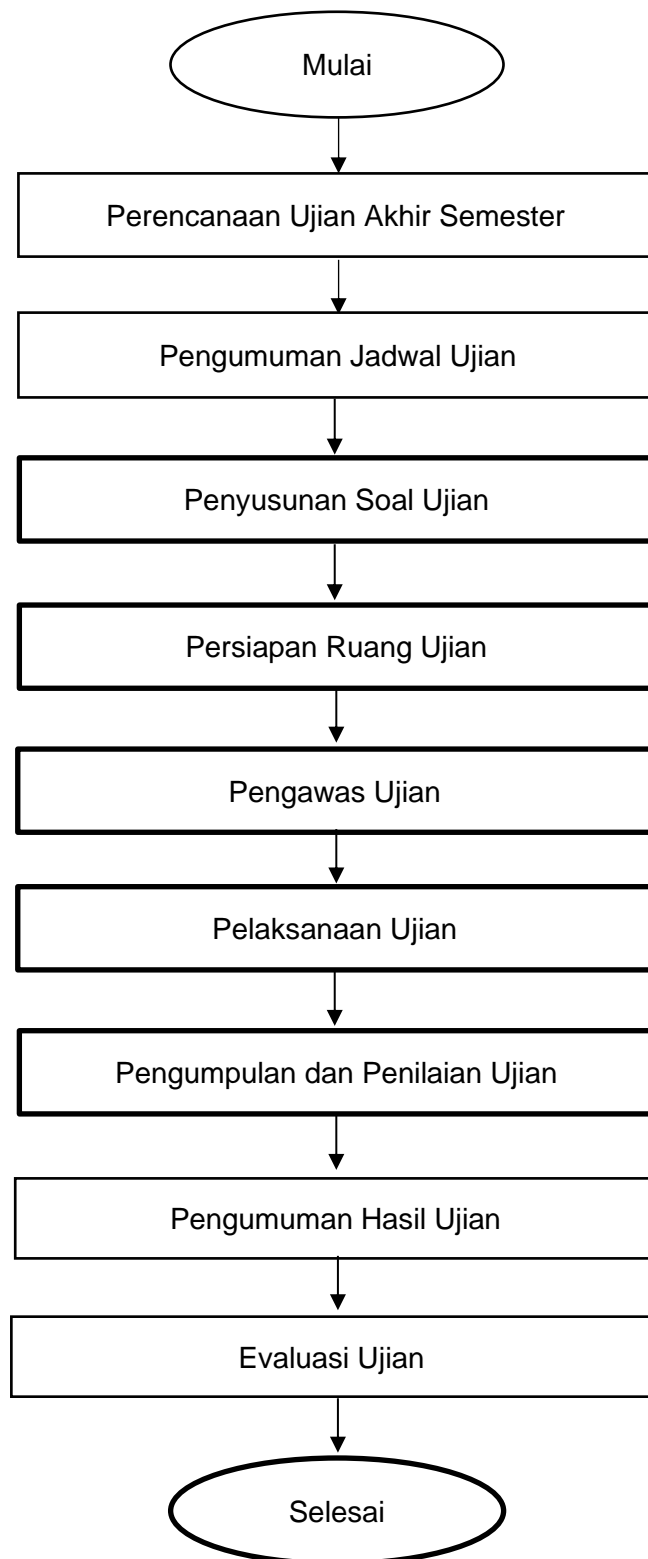 Mulai
Perencanaan Ujian Akhir Semester
Pengumuman Jadwal Ujian
Penyusunan Soal Ujian
Persiapan Ruang Ujian
Pengawas Ujian
Pelaksanaan Ujian
Pengumpulan dan Penilaian Ujian
Pengumuman Hasil Ujian
Evaluasi Ujian
Selesai